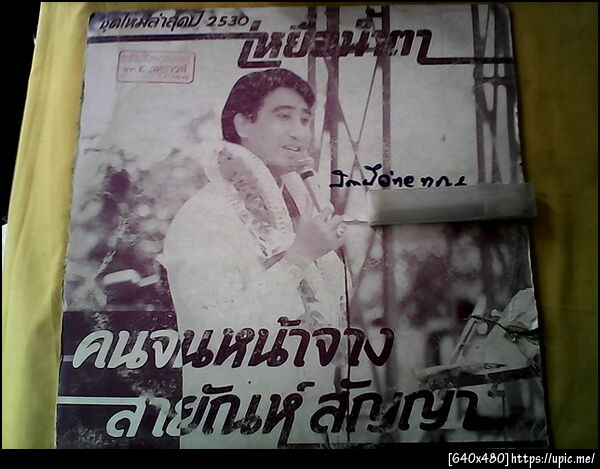 ชุดใหม่ล่าสุดปี 2530
เหยื่อน้ำตา
คนจนหน้าจาง
สายัณห์ สัญญา
[640x480] https://upic.me/